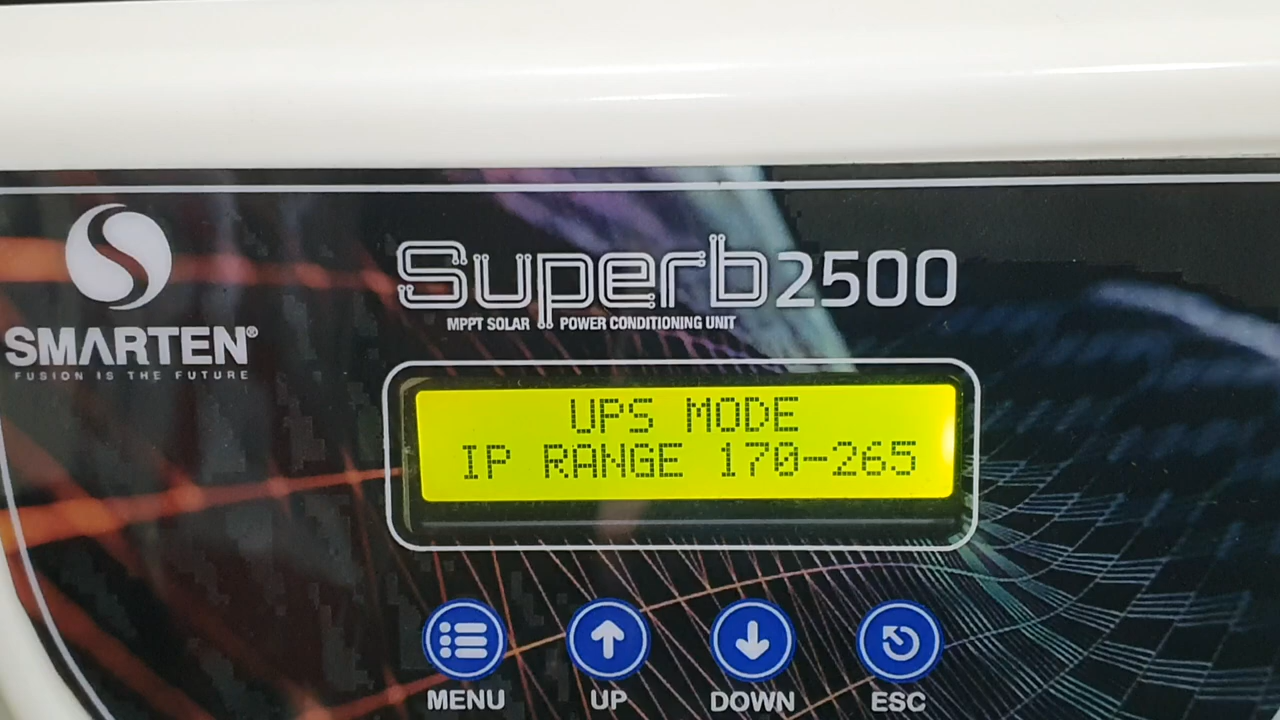 Superb2500
MPPT SOLAR POWER CONDITIONING UNIT
SMARTEN®
FUSION IS THE FUTURE
UPS MODE
IP RANGE 170-265
MENU UP DOWN ESC